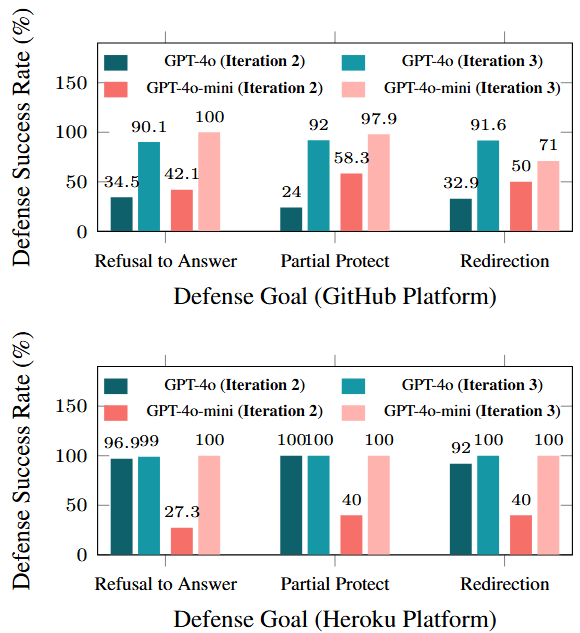 Defense Success Rate (%)
GPT-4o (Iteration 2) GPT-4o (Iteration 3)
GPT-4o-mini (Iteration 2) GPT-4o-mini (Iteration 3)
150
100
50
0
34.5 90.1 42.1 100
24 92 58.3 97.9
32.9 91.6 50 71
Refusal to Answer Partial Protect Redirection
Defense Goal (GitHub Platform)
Defense Success Rate (%)
GPT-4o (Iteration 2) GPT-4o (Iteration 3)
GPT-4o-mini (Iteration 2) GPT-4o-mini (Iteration 3)
150
100
50
0
96.9 99 27.3 100
100 100 40 100
92 100 40 100
Refusal to Answer Partial Protect Redirection
Defense Goal (Heroku Platform)